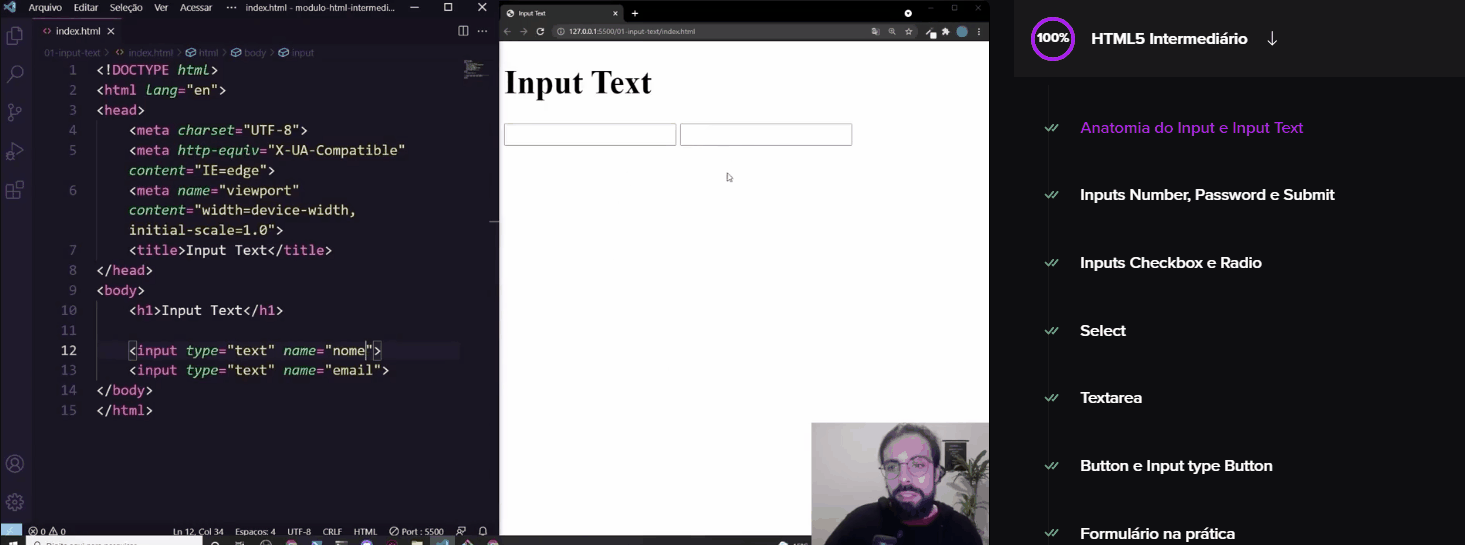 Arquivo Editar Seleção Ver Acessar ··· index.html - modulo-html-intermedi...
index.html
01-input-text > index.html > html > body > input
1 <!DOCTYPE html>
2 <html lang="en">
3 <head>
4 <meta charset="UTF-8">
5 <meta http-equiv="X-UA-Compatible"
content="IE=edge">
6 <meta name="viewport"
content="width=device-width,
initial-scale=1.0">
7 <title>Input Text</title>
8 </head>
9 <body>
10 <h1>Input Text</h1>
11
12 <input type="text" name="nome">
13 <input type="text" name="email">
14 </body>
15 </html>
0 0 Ln 12, Col 34 Espaços: 4 UTF-8 CRLF HTML Port : 5500
Input Text
127.0.0.1:5500/01-input-text/index.html
Input Text
100% HTML5 Intermediário
Anatomia do Input e Input Text
Inputs Number, Password e Submit
Inputs Checkbox e Radio
Select
Textarea
Button e Input type Button
Formulário na prática